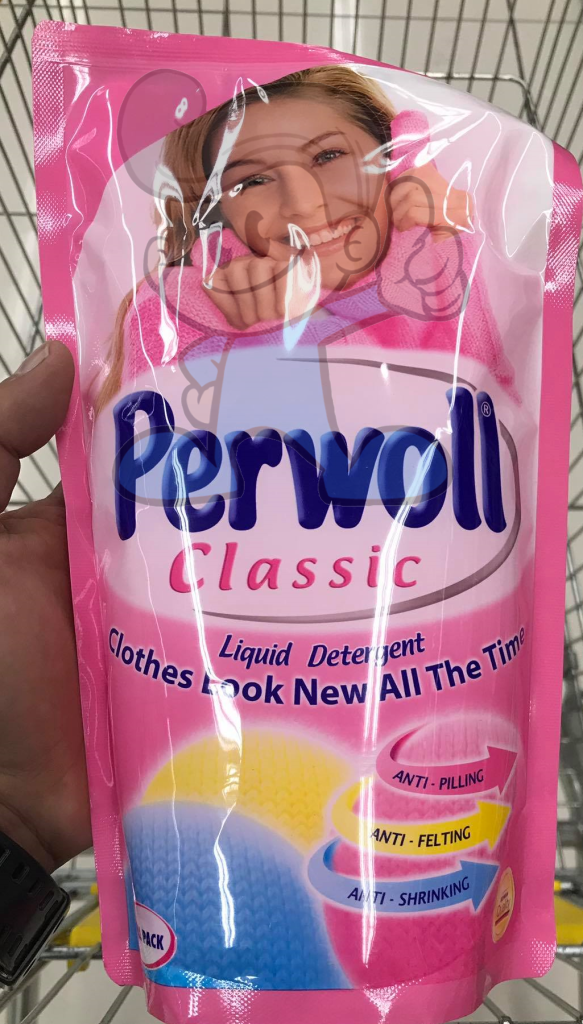 Perwoll®
Classic
Liquid Detergent
Clothes Look New All The Time
ANTI - PILLING
ANTI - FELTING
ANTI - SHRINKING
PACK